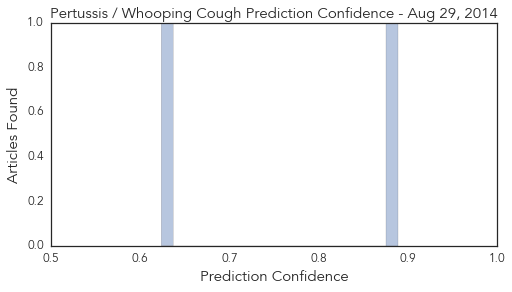 Pertussis / Whooping Cough Prediction Confidence - Aug 29, 2014
1.0
0.8
0.6
0.4
0.2
0.0
Articles Found
0.5 0.6 0.7 0.8 0.9 1.0
Prediction Confidence